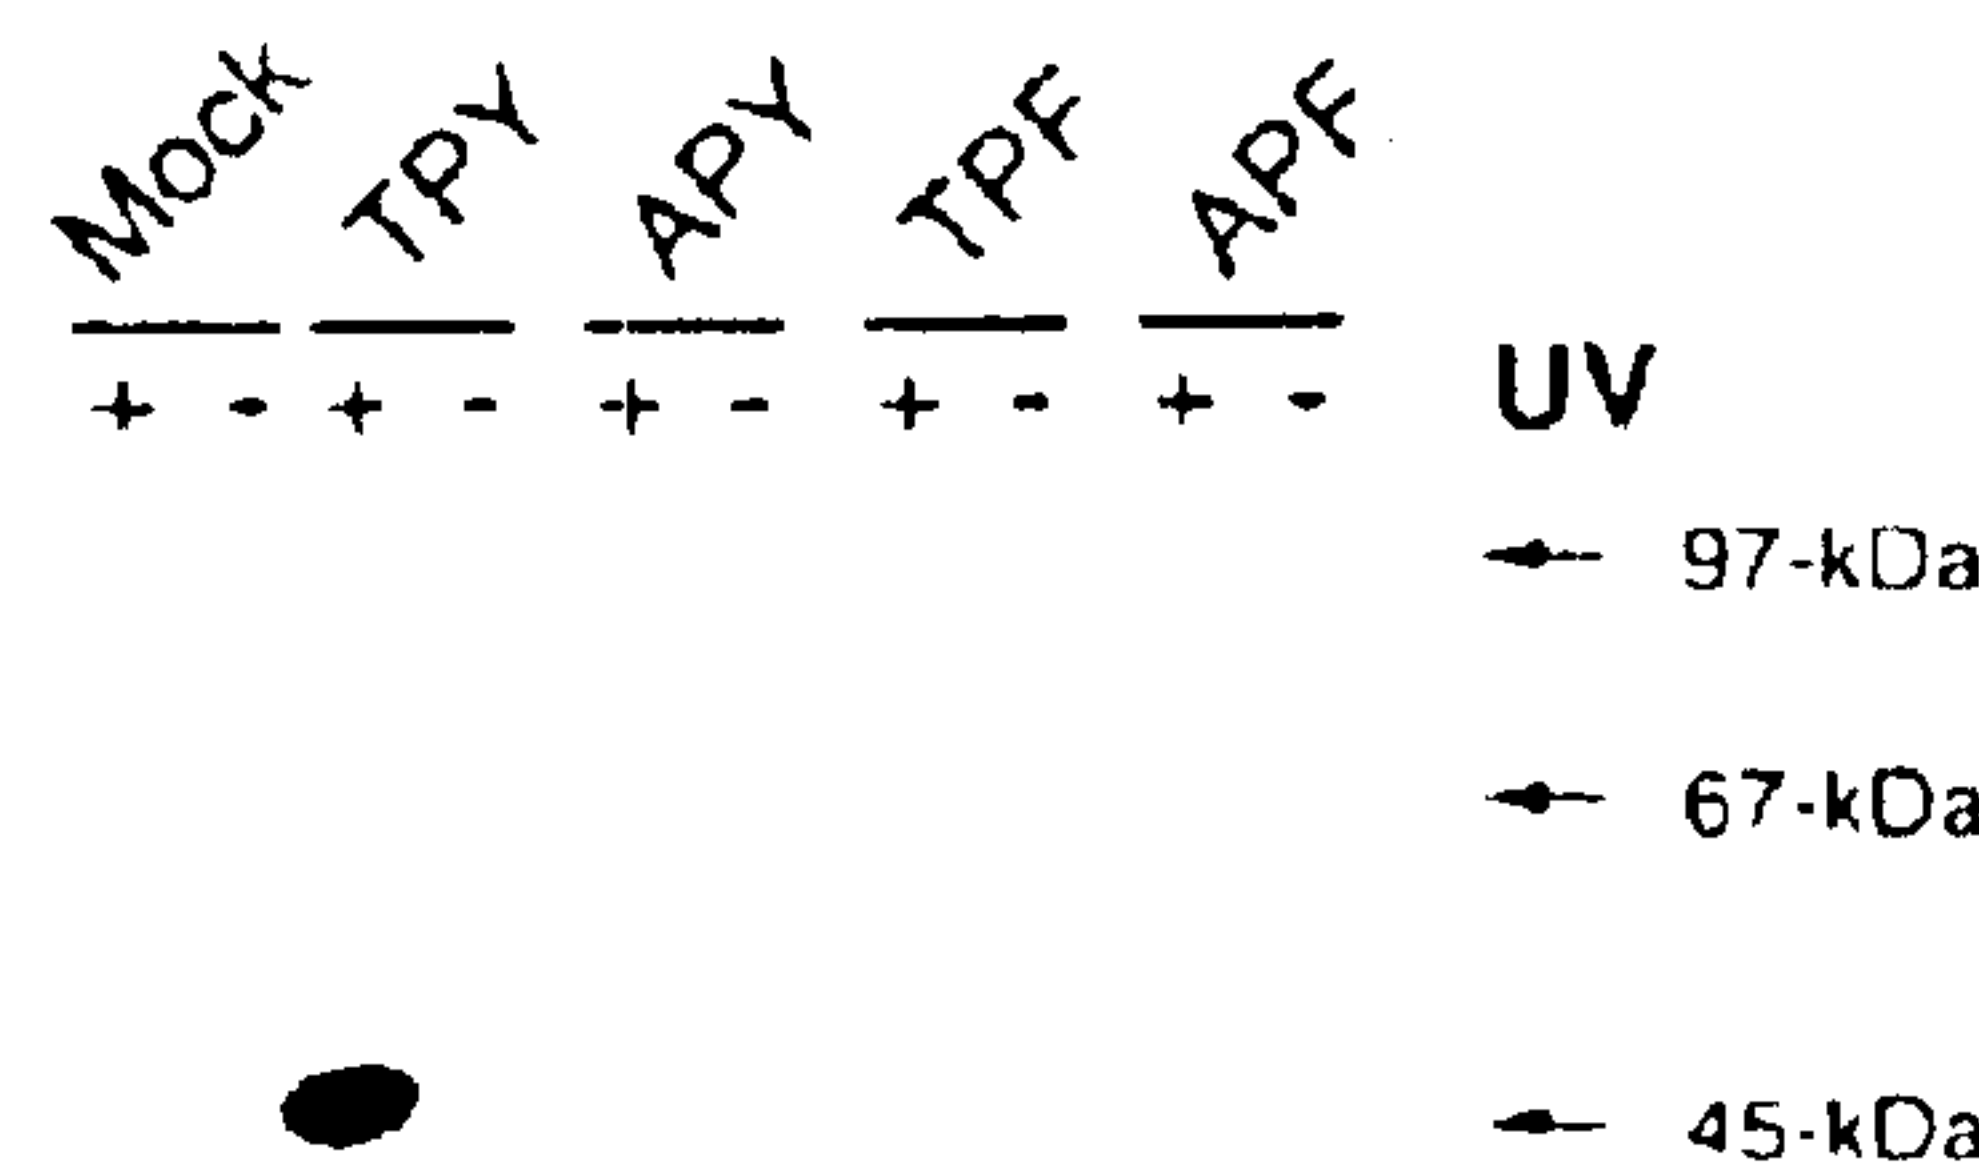 Mock TPY APY TPF APF
+ - + - + - + - + - UV
97-kDa
67-kDa
45-kDa